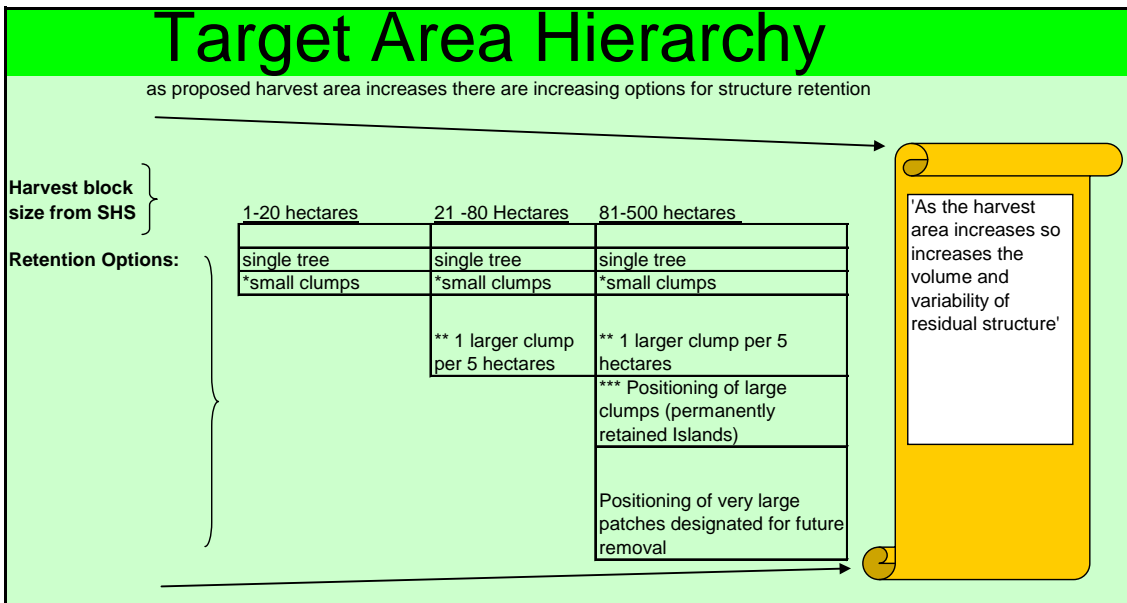 Target Area Hierarchy
as proposed harvest area increases there are increasing options for structure retention
Harvest block
size from SHS
1-20 hectares
21 -80 Hectares
81-500 hectares
Retention Options:
single tree
single tree
single tree
*small clumps
*small clumps
*small clumps
** 1 larger clump
per 5 hectares
** 1 larger clump per 5
hectares
*** Positioning of large
clumps (permanently
retained Islands)
Positioning of very large
patches designated for future
removal
'As the harvest
area increases so
increases the
volume and
variability of
residual structure'